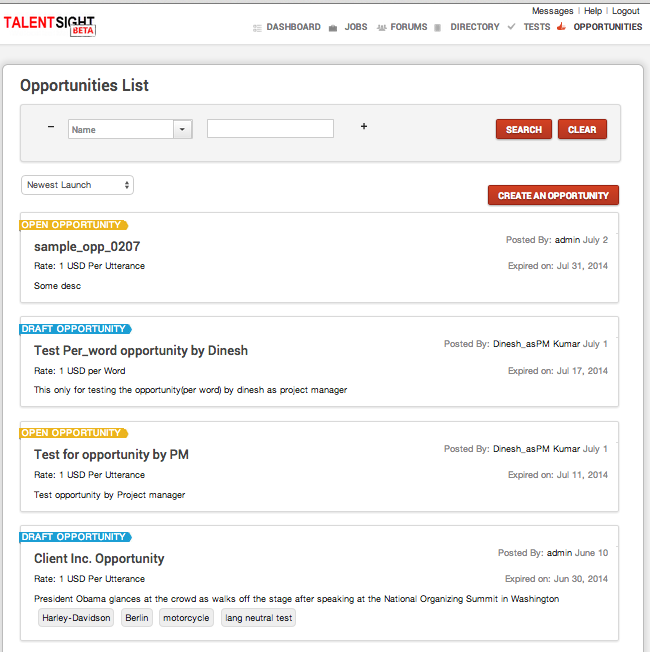 Messages | Help | Logout
TALENTSIGHT
BETA
DASHBOARD JOBS FORUMS DIRECTORY TESTS OPPORTUNITIES
Opportunities List
− Name +
SEARCH CLEAR
Newest Launch
CREATE AN OPPORTUNITY
OPEN OPPORTUNITY
sample_opp_0207
Posted By: admin July 2
Rate: 1 USD Per Utterance
Expired on: Jul 31, 2014
Some desc
DRAFT OPPORTUNITY
Test Per_word opportunity by Dinesh
Posted By: Dinesh_asPM Kumar July 1
Rate: 1 USD per Word
Expired on: Jul 17, 2014
This only for testing the opportunity(per word) by dinesh as project manager
OPEN OPPORTUNITY
Test for opportunity by PM
Posted By: Dinesh_asPM Kumar July 1
Rate: 1 USD Per Utterance
Expired on: Jul 11, 2014
Test opportunity by Project manager
DRAFT OPPORTUNITY
Client Inc. Opportunity
Posted By: admin June 10
Rate: 1 USD Per Utterance
Expired on: Jun 30, 2014
President Obama glances at the crowd as walks off the stage after speaking at the National Organizing Summit in Washington
Harley-Davidson Berlin motorcycle lang neutral test